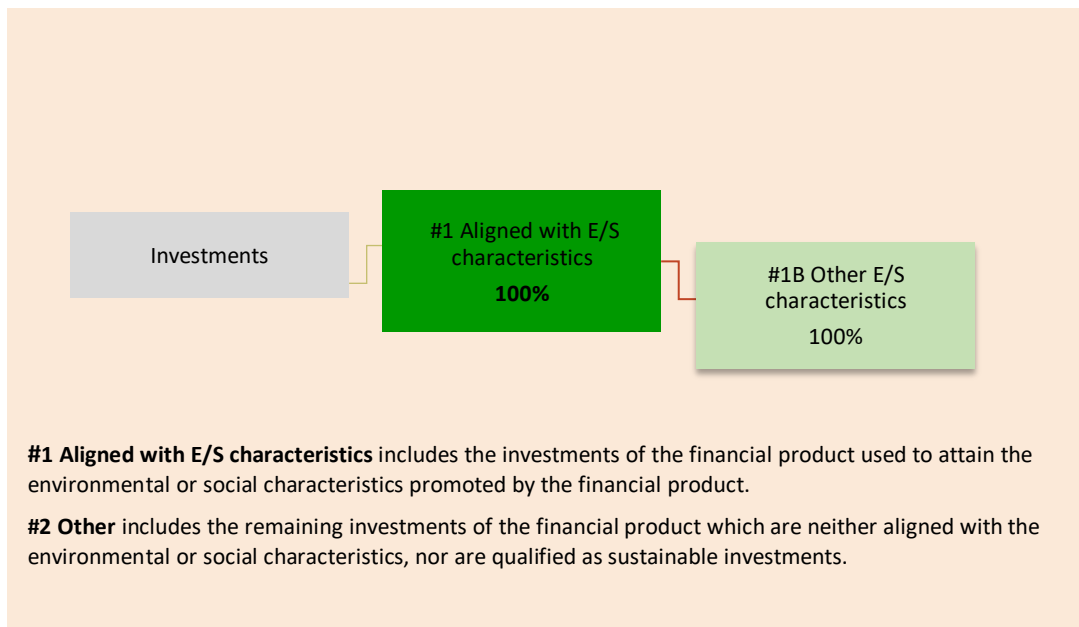 Investments
#1 Aligned with E/S
characteristics
100%
#1B Other E/S
characteristics
100%
#1 Aligned with E/S characteristics includes the investments of the financial product used to attain the
environmental or social characteristics promoted by the financial product.
#2 Other includes the remaining investments of the financial product which are neither aligned with the
environmental or social characteristics, nor are qualified as sustainable investments.